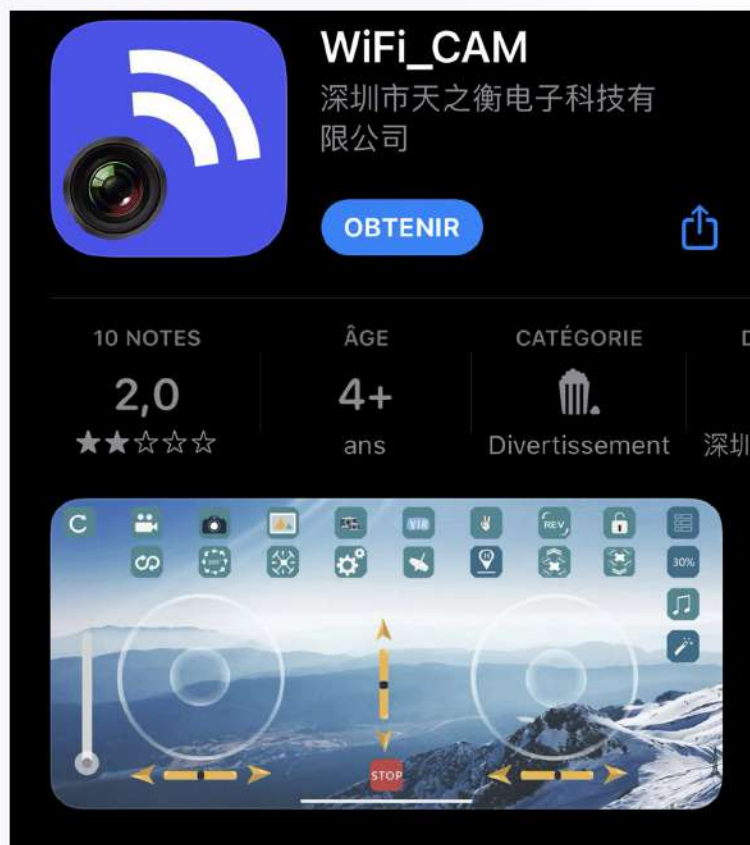 WiFi_CAM
深圳市天之衡电子科技有
限公司
OBTENIR
10 NOTES
ÂGE
CATÉGORIE
D
2,0
4+
ans
Divertissement
深圳
C
REV
30%
STOP